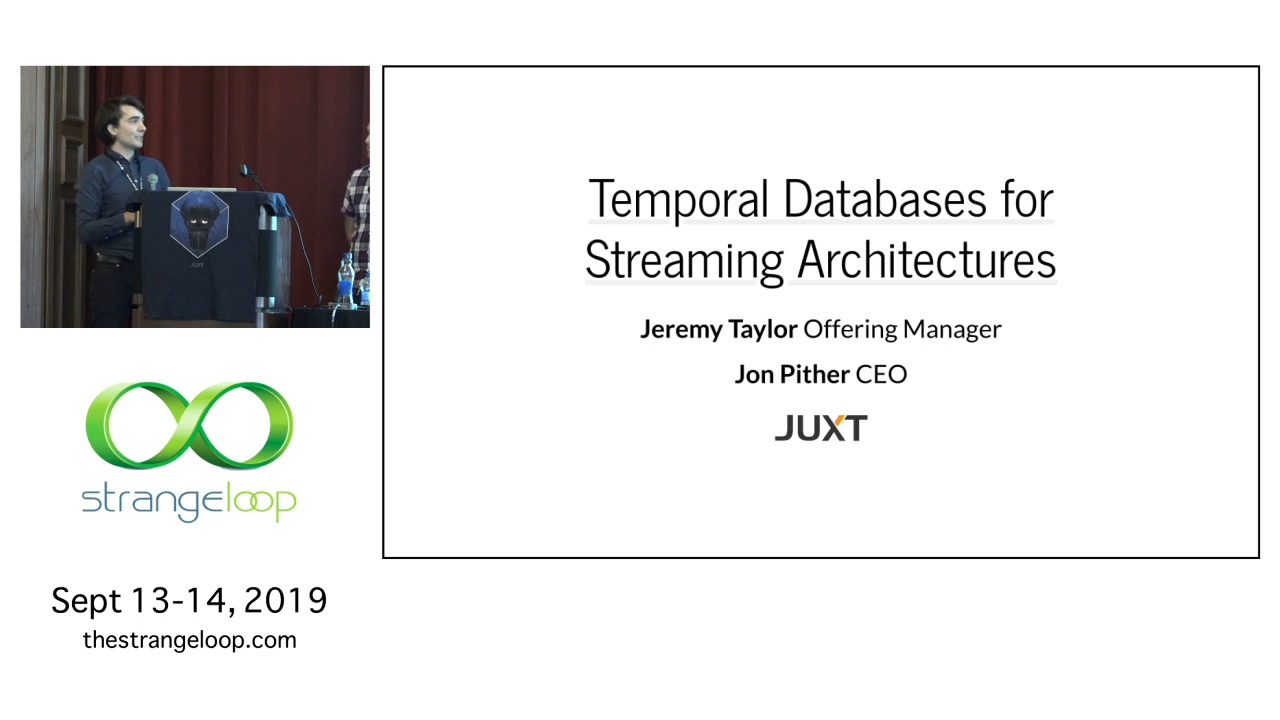 Temporal Databases for
Streaming Architectures
Jeremy Taylor Offering Manager
Jon Pither CEO
JUXT
JUXT
strangeloop
Sept 13-14, 2019
thestrangeloop.com